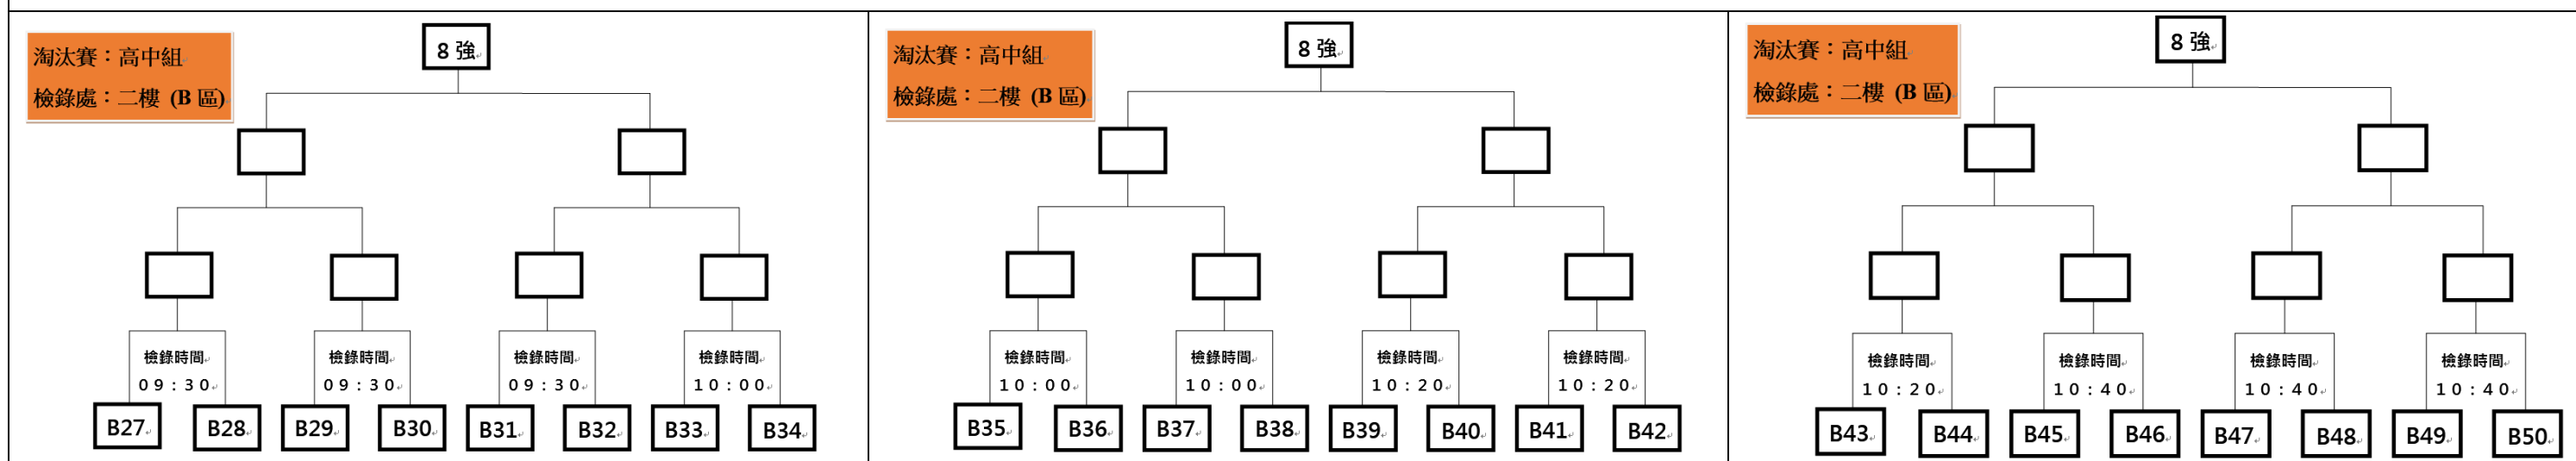 淘汰賽：高中組
檢錄處：二樓 (B 區)
8 強
檢錄時間
09：30
檢錄時間
09：30
檢錄時間
09：30
檢錄時間
10：00
B27
B28
B29
B30
B31
B32
B33
B34
淘汰賽：高中組
檢錄處：二樓 (B 區)
8 強
檢錄時間
10：00
檢錄時間
10：00
檢錄時間
10：20
檢錄時間
10：20
B35
B36
B37
B38
B39
B40
B41
B42
淘汰賽：高中組
檢錄處：二樓 (B 區)
8 強
檢錄時間
10：20
檢錄時間
10：40
檢錄時間
10：40
檢錄時間
10：40
B43
B44
B45
B46
B47
B48
B49
B50